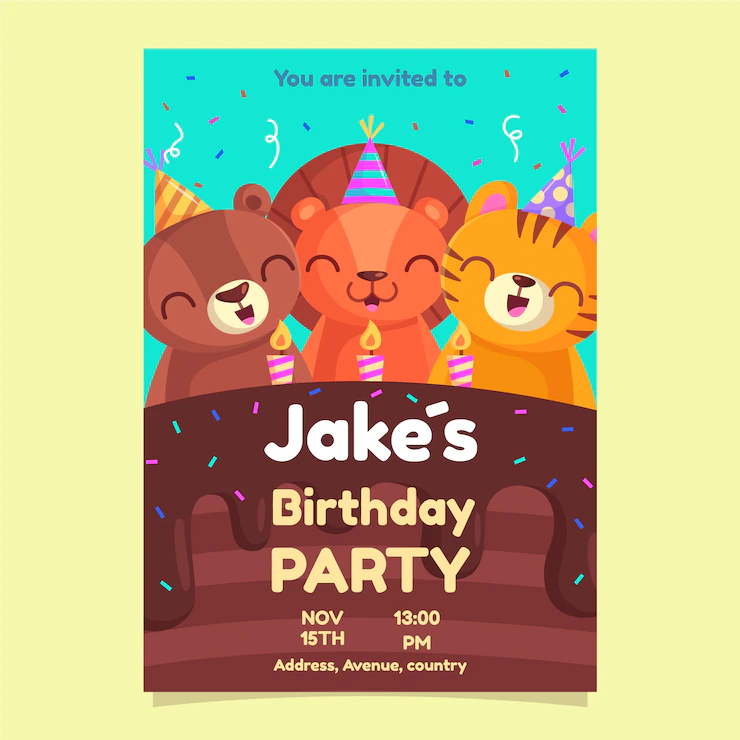 You are invited to
Jake´s
Birthday
PARTY
NOV 13:00
15TH PM
Address, Avenue, country